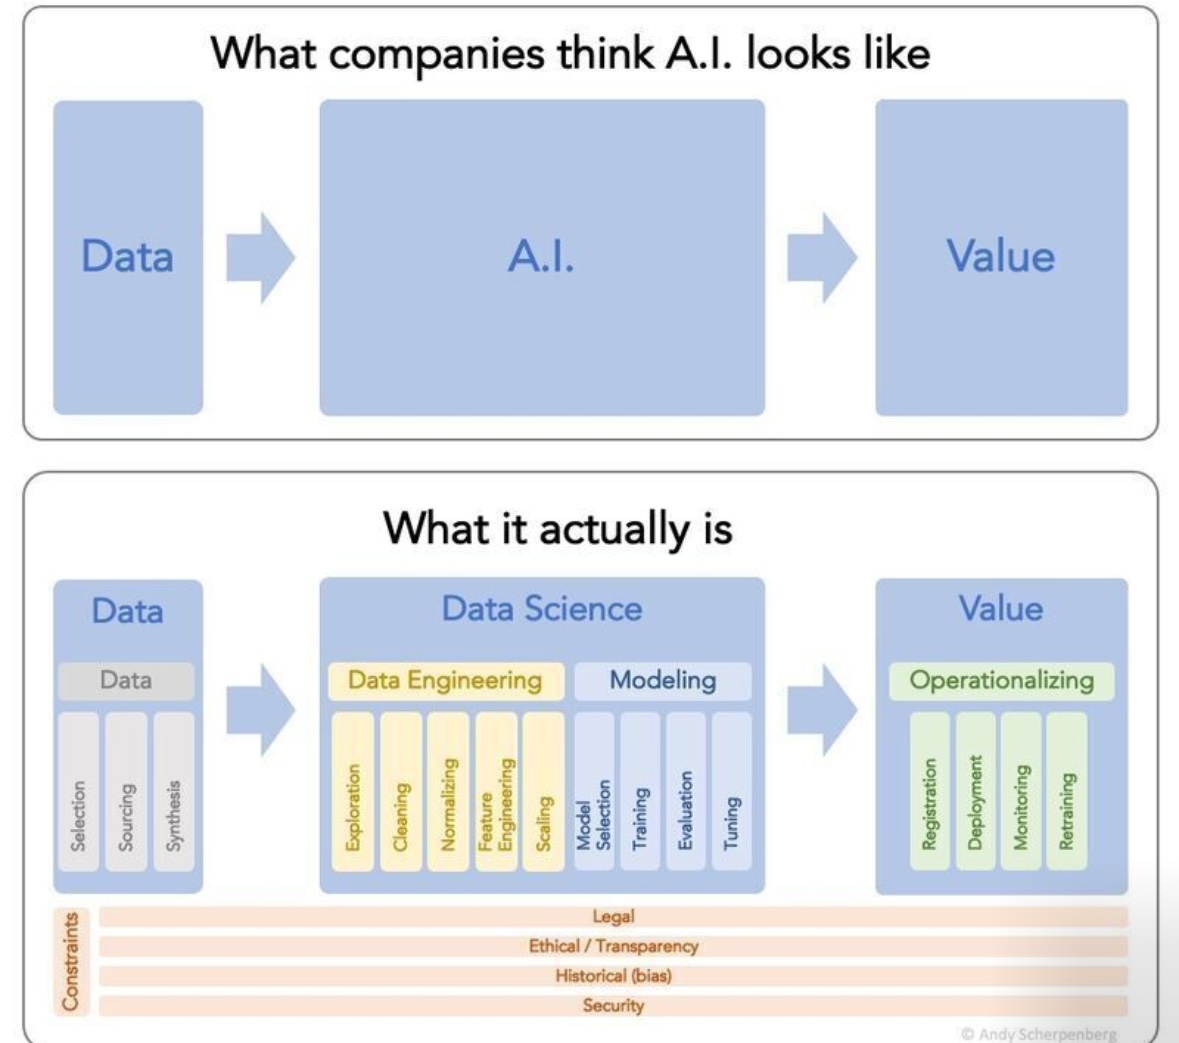 What companies think A.I. looks like
Data
A.I.
Value
What it actually is
Data
Data Science
Value
Data
Data Engineering
Modeling
Operationalizing
Selection
Sourcing
Synthesis
Exploration
Cleaning
Normalizing
Feature
Engineering
Scaling
Model
Selection
Training
Evaluation
Tuning
Registration
Deployment
Monitoring
Retraining
Constraints
Legal
Ethical / Transparency
Historical (bias)
Security
© Andy Scherpenberg